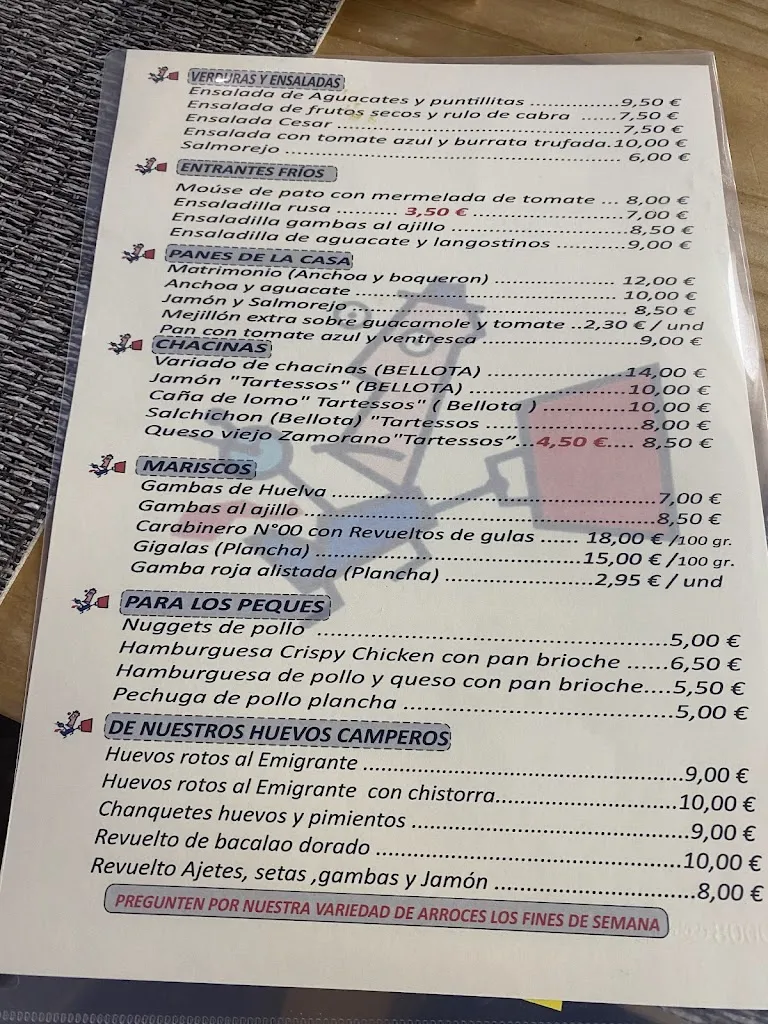 VERDURAS Y ENSALADAS
Ensalada de Aguacates y puntillitas ..............9,50 €
Ensalada de frutos secos y rulo de cabra ......7,50 €
Ensalada Cesar ............................................7,50 €
Ensalada con tomate azul y burrata trufada.10,00 €
Salmorejo .................................................... 6,00 €
ENTRANTES FRÍOS
Moúse de pato con mermelada de tomate ... 8,00 €
Ensaladilla rusa .......... 3,50 € .......................7,00 €
Ensaladilla gambas al ajillo ...........................8,50 €
Ensaladilla de aguacate y langostinos ...........9,00 €
PANES DE LA CASA
Matrimonio (Anchoa y boqueron) ................... 12,00 €
Anchoa y aguacate ......................................... 10,00 €
Jamón y Salmorejo .......................................... 8,50 €
Mejillón extra sobre guacamole y tomate ..2,30 € / und
Pan con tomate azul y ventresca .........................9,00 €
CHACINAS
Variado de chacinas (BELLOTA) ......................14,00 €
Jamón "Tartessos" (BELLOTA) .........................10,00 €
Caña de lomo" Tartessos" ( Bellota ) ...............10,00 €
Salchichon (Bellota) "Tartessos .......................8,00 €
Queso viejo Zamorano"Tartessos”...4,50 €.... 8,50 €
MARISCOS
Gambas de Huelva ..........................................7,00 €
Gambas al ajillo ..............................................8,50 €
Carabinero N°00 con Revueltos de gulas ..... 18,00 € /100 gr.
Gigalas (Plancha) ...................................15,00 € /100 gr.
Gamba roja alistada (Plancha) ....................2,95 € / und
PARA LOS PEQUES
Nuggets de pollo .............................................5,00 €
Hamburguesa Crispy Chicken con pan brioche ......6,50 €
Hamburguesa de pollo y queso con pan brioche....5,50 €
Pechuga de pollo plancha ...................................5,00 €
DE NUESTROS HUEVOS CAMPEROS
Huevos rotos al Emigrante .............................................9,00 €
Huevos rotos al Emigrante con chistorra.........................10,00 €
Chanquetes huevos y pimientos .......................................9,00 €
Revuelto de bacalao dorado ...........................................10,00 €
Revuelto Ajetes, setas ,gambas y Jamón .............................8,00 €
PREGUNTEN POR NUESTRA VARIEDAD DE ARROCES LOS FINES DE SEMANA